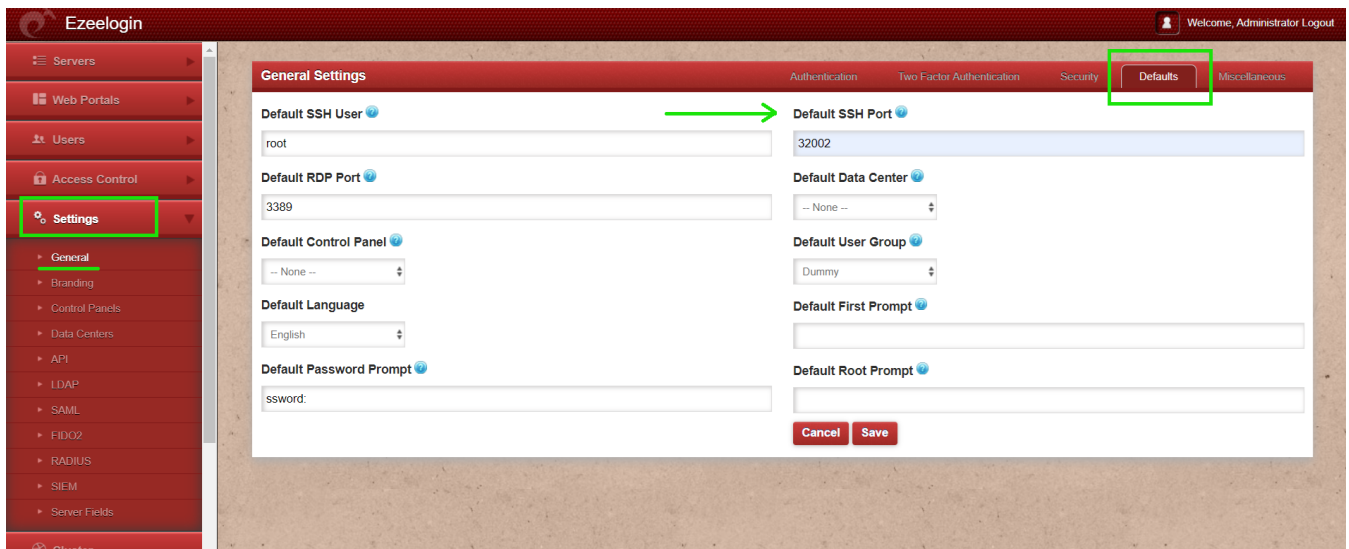 Ezeelogin
Welcome, Administrator Logout
Servers
Web Portals
Users
Access Control
Settings
General
Branding
Control Panels
Data Centers
API
LDAP
SAML
FIDO2
RADIUS
SIEM
Server Fields
Cluster
General Settings
Authentication
Two Factor Authentication
Security
Defaults
Miscellaneous
Default SSH User
root
Default SSH Port
32002
Default RDP Port
3389
Default Data Center
-- None --
Default Control Panel
-- None --
Default User Group
Dummy
Default Language
English
Default First Prompt
Default Password Prompt
ssword:
Default Root Prompt
Cancel
Save